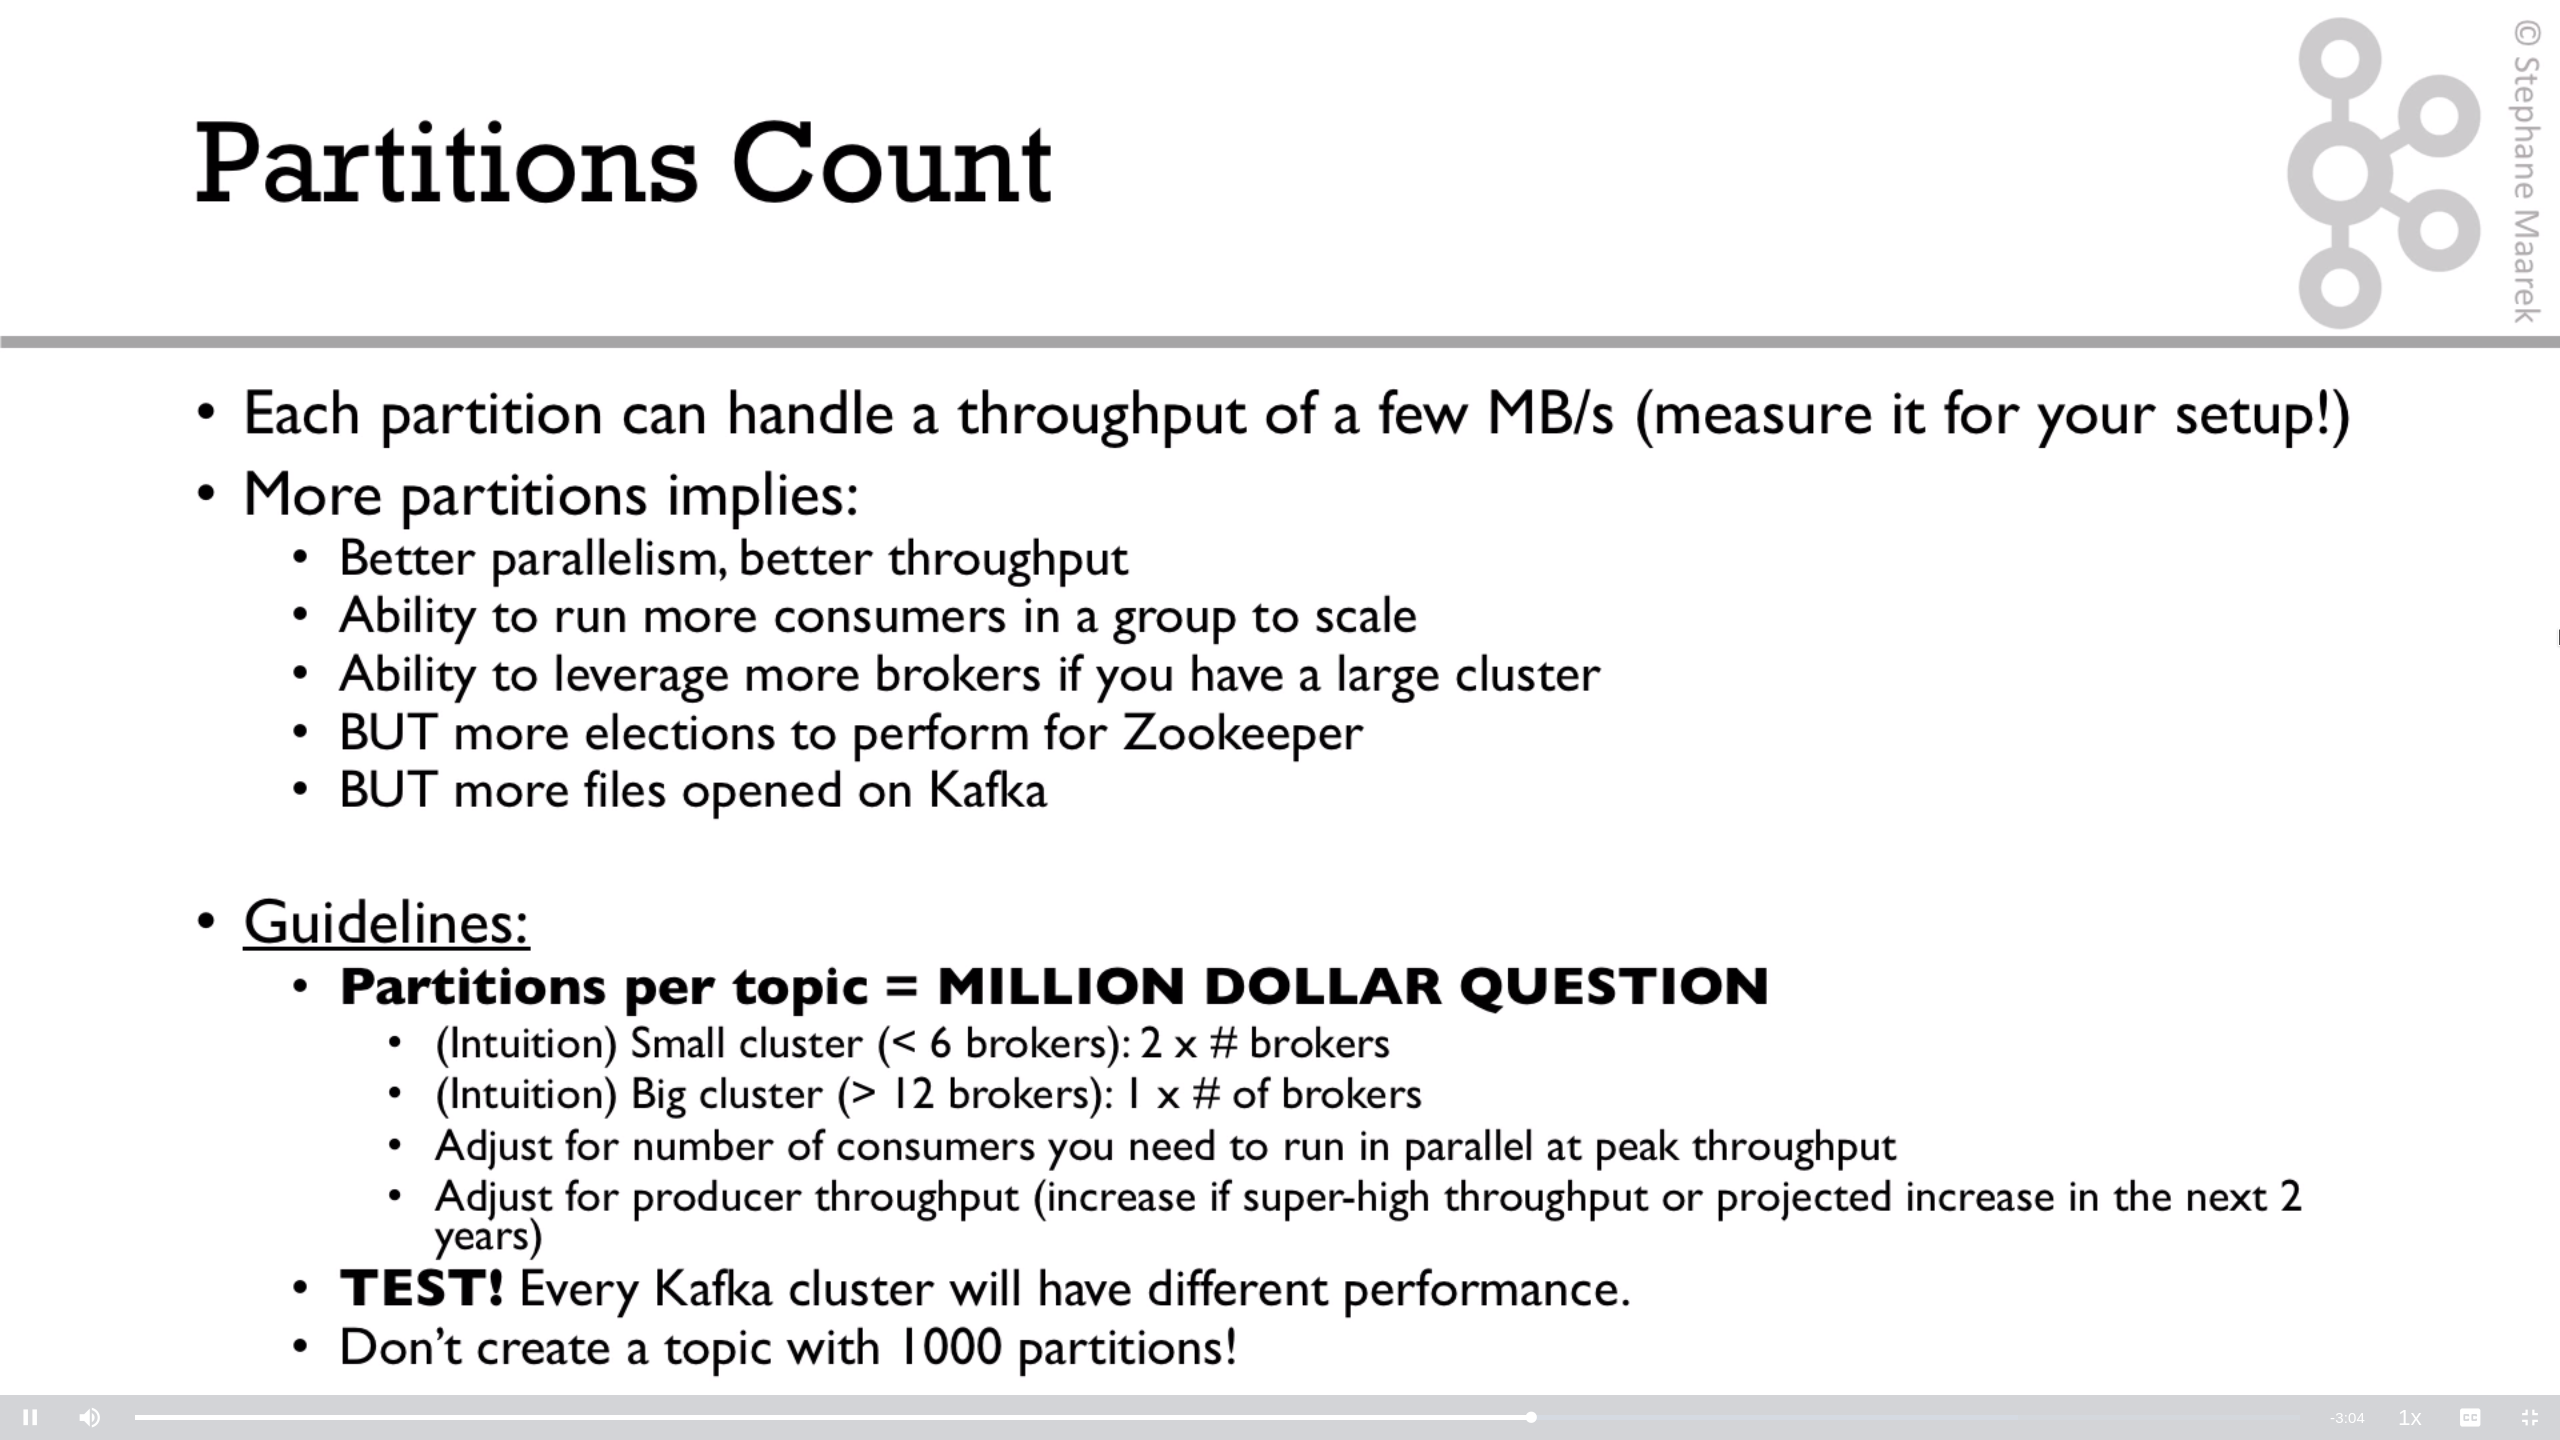 Partitions Count
© Stephane Maarek
• Each partition can handle a throughput of a few MB/s (measure it for your setup!)
• More partitions implies:
• Better parallelism, better throughput
• Ability to run more consumers in a group to scale
• Ability to leverage more brokers if you have a large cluster
• BUT more elections to perform for Zookeeper
• BUT more files opened on Kafka
• Guidelines:
• Partitions per topic = MILLION DOLLAR QUESTION
• (Intuition) Small cluster (< 6 brokers): 2 x # brokers
• (Intuition) Big cluster (> 12 brokers): 1 x # of brokers
• Adjust for number of consumers you need to run in parallel at peak throughput
• Adjust for producer throughput (increase if super-high throughput or projected increase in the next 2
years)
• TEST! Every Kafka cluster will have different performance.
• Don’t create a topic with 1000 partitions!
-3:04 1x CC